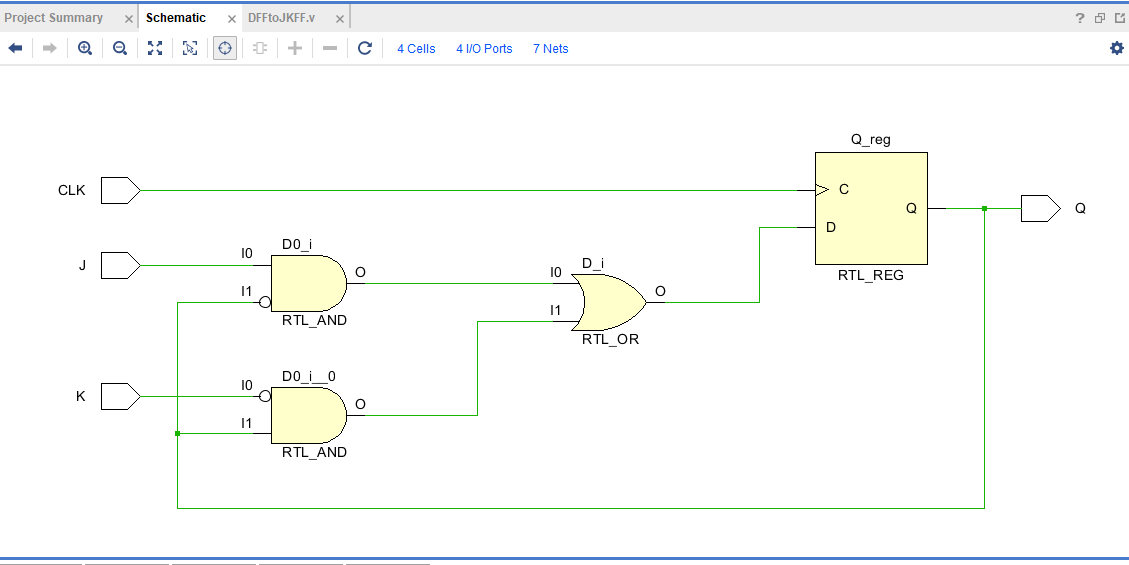 Project Summary × Schematic × DFFtoJKFF.v × ?
4 Cells 4 I/O Ports 7 Nets
Q_reg
CLK C
Q Q
D
RTL_REG
J I0 D0_i
I1 O
RTL_AND
D_i
I0 O
I1
RTL_OR
K I0 D0_i__0
I1 O
RTL_AND